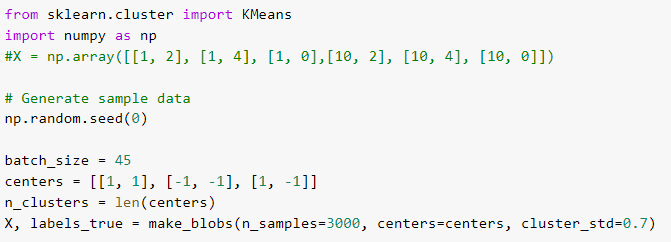 from sklearn.cluster import KMeans
import numpy as np
#X = np.array([[1, 2], [1, 4], [1, 0],[10, 2], [10, 4], [10, 0]])
# Generate sample data
np.random.seed(0)
batch_size = 45
centers = [[1, 1], [-1, -1], [1, -1]]
n_clusters = len(centers)
X, labels_true = make_blobs(n_samples=3000, centers=centers, cluster_std=0.7)